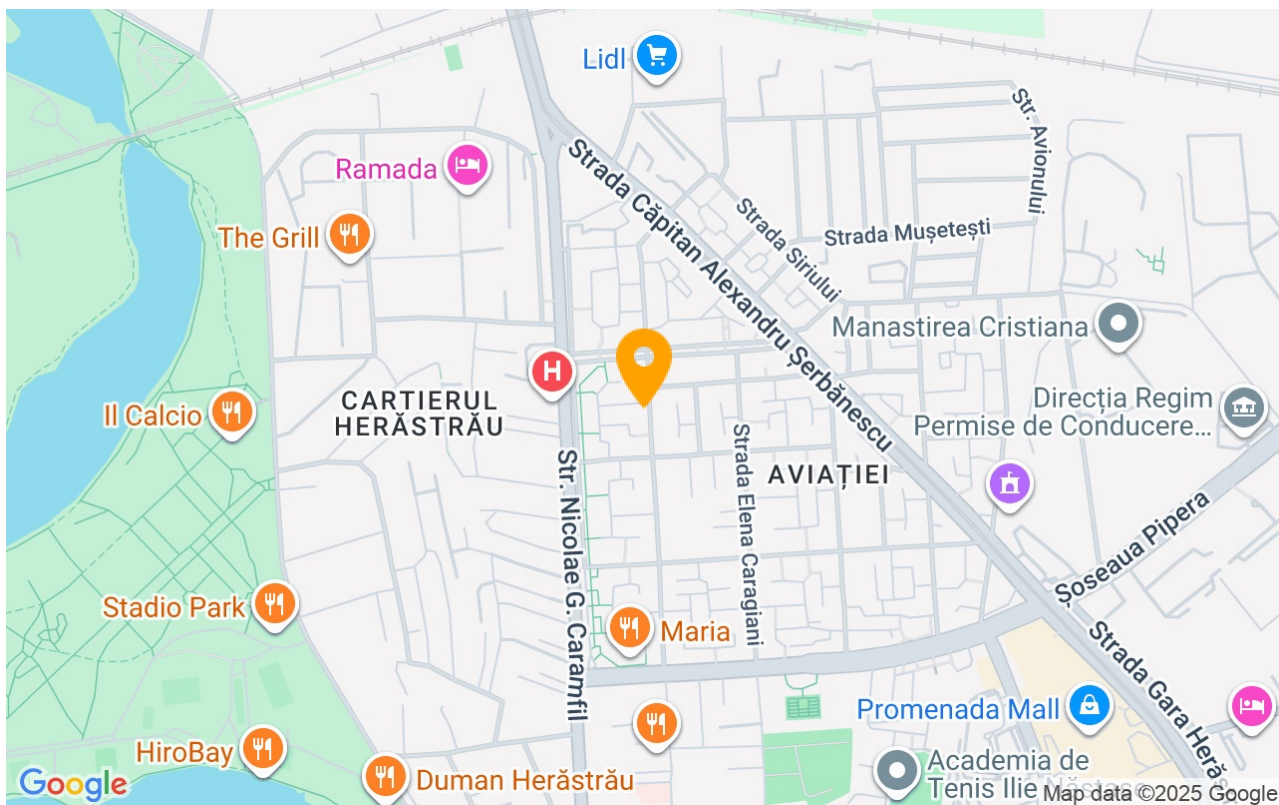 Lidl
Str. Avionului
Ramada
Strada Căpitan Alexandru Șerbănescu
The Grill
Strada Siriului
Strada Mușetești
Manastirea Cristiana
H
Il Calcio
CARTIERUL
HERĂSTRĂU
Direcția Regim
Permise de Conducere...
Strada Elena Caragiani
AVIAȚIEI
Str. Nicolae G. Caramfil
Șoseaua Pipera
Stadio Park
Maria
Strada Gara Heră
Promenada Mall
HiroBay
Duman Herăstrău
Academia de
Tenis Ilie Năstase
Google
Map data ©2025 Google